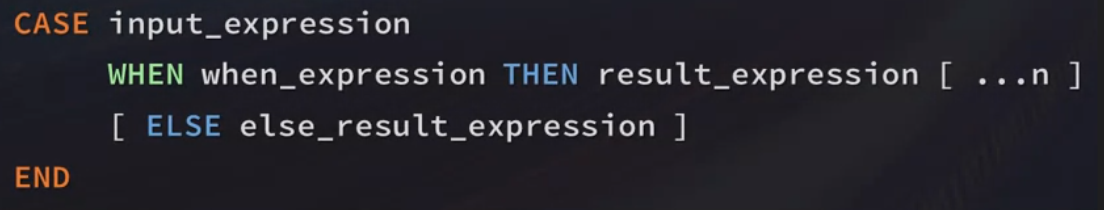 CASE input_expression
WHEN when_expression THEN result_expression [ ...n ]
[ ELSE else_result_expression ]
END